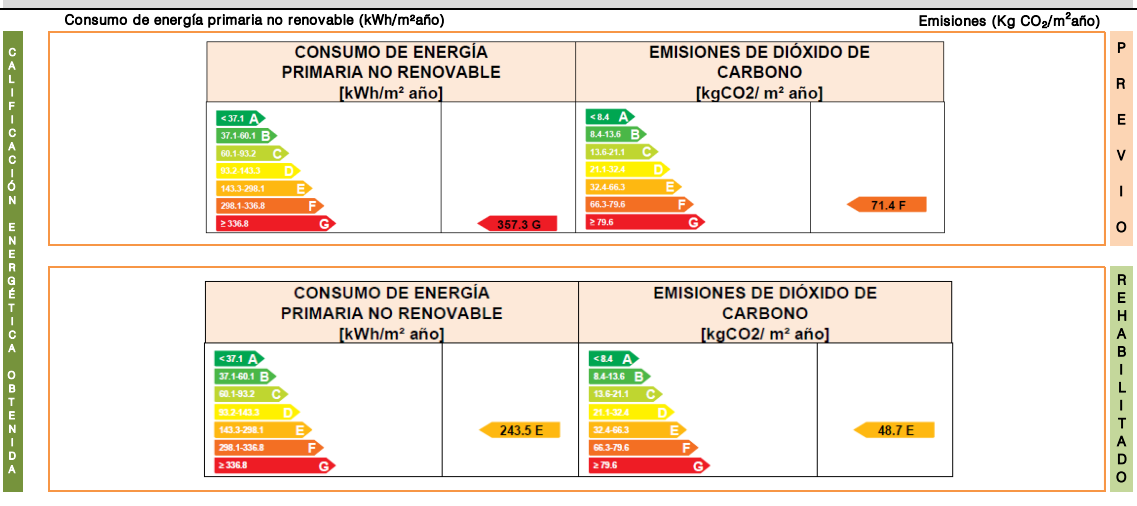 Consumo de energía primaria no renovable (kWh/m²año)
Emisiones (Kg CO₂/m²año)
CALIFICACIÓN ENERGÉTICA OBTENIDA
CONSUMO DE ENERGÍA
PRIMARIA NO RENOVABLE
[kWh/m² año]
EMISIONES DE DIÓXIDO DE
CARBONO
[kgCO2/ m² año]
< 37.1 A
37.1-60.1 B
60.1-93.2 C
93.2-143.3 D
143.3-298.1 E
298.1-336.8 F
≥ 336.8 G
357.3 G
< 8.4 A
8.4-13.6 B
13.6-21.1 C
21.1-32.4 D
32.4-66.3 E
66.3-79.6 F
≥ 79.6 G
71.4 F
PREVIO
CONSUMO DE ENERGÍA
PRIMARIA NO RENOVABLE
[kWh/m² año]
EMISIONES DE DIÓXIDO DE
CARBONO
[kgCO2/ m² año]
< 37.1 A
37.1-60.1 B
60.1-93.2 C
93.2-143.3 D
143.3-298.1 E
298.1-336.8 F
≥ 336.8 G
243.5 E
< 8.4 A
8.4-13.6 B
13.6-21.1 C
21.1-32.4 D
32.4-66.3 E
66.3-79.6 F
≥ 79.6 G
48.7 E
REHABILITADO